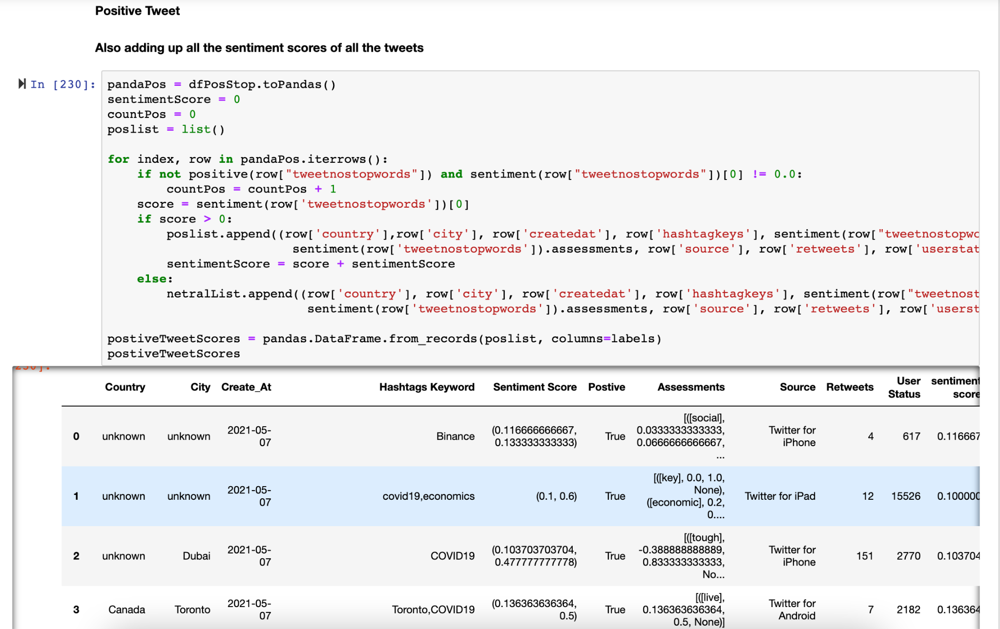 Positive Tweet
Also adding up all the sentiment scores of all the tweets
In [230]:
pandaPos = dfPosStop.toPandas()
sentimentScore = 0
countPos = 0
poslist = list()
for index, row in pandaPos.iterrows():
    if not positive(row["tweetnostopwords"]) and sentiment(row["tweetnostopwords"])[0] != 0.0:
        countPos = countPos + 1
    score = sentiment(row['tweetnostopwords'])[0]
    if score > 0:
        poslist.append((row['country'],row['city'], row['createdat'], row['hashtagkeys'], sentiment(row["tweetnostopwo
                         sentiment(row['tweetnostopwords']).assessments, row['source'], row['retweets'], row['userstat
        sentimentScore = score + sentimentScore
    else:
        netralList.append((row['country'], row['city'], row['createdat'], row['hashtagkeys'], sentiment(row["tweetnost
                           sentiment(row['tweetnostopwords']).assessments, row['source'], row['retweets'], row['userst
postiveTweetScores = pandas.DataFrame.from_records(poslist, columns=labels)
postiveTweetScores
230]:
Country City Create_At Hashtags Keyword Sentiment Score Postive Assessments Source Retweets User Status sentiment score
0 unknown unknown 2021-05-07 Binance (0.116666666667, 0.133333333333) True [([social], 0.0333333333333, 0.0666666666667, ... Twitter for iPhone 4 617 0.116667
1 unknown unknown 2021-05-07 covid19,economics (0.1, 0.6) True [([key], 0.0, 1.0, None), ([economic], 0.2, 0.... Twitter for iPad 12 15526 0.100000
2 unknown Dubai 2021-05-07 COVID19 (0.103703703704, 0.477777777778) True [([tough], -0.388888888889, 0.833333333333, No... Twitter for iPhone 151 2770 0.103704
3 Canada Toronto 2021-05-07 Toronto,COVID19 (0.136363636364, 0.5) True [([live], 0.136363636364, 0.5, None)] Twitter for Android 7 2182 0.136364